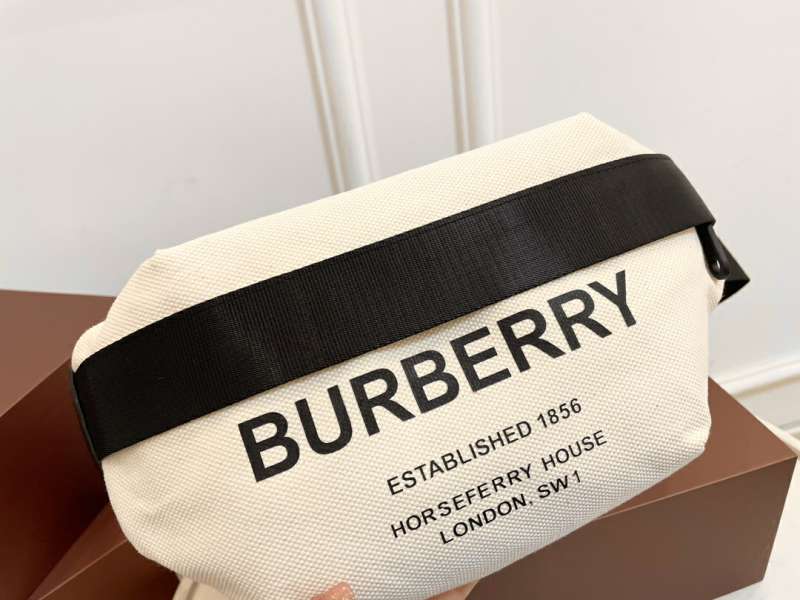 BURBERRY
ESTABLISHED 1856
HORSEFERRY HOUSE
LONDON, SW1